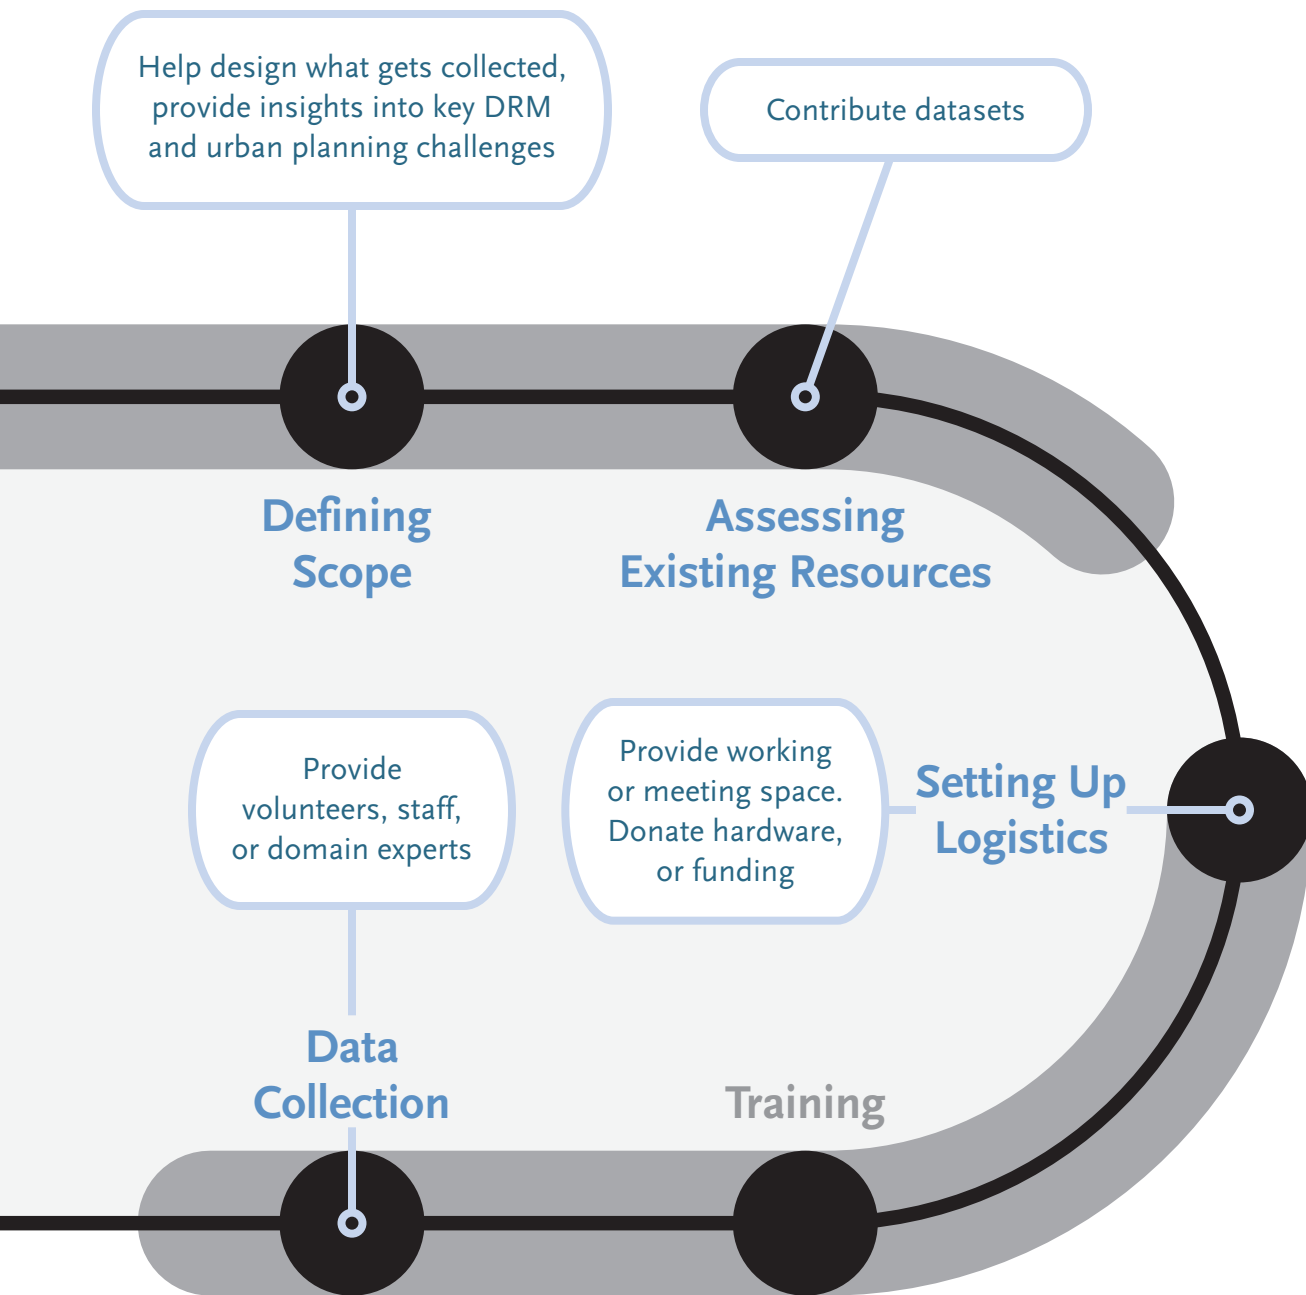 Help design what gets collected,
provide insights into key DRM
and urban planning challenges
Contribute datasets
Defining
Scope
Assessing
Existing Resources
Provide
volunteers, staff,
or domain experts
Provide working
or meeting space.
Donate hardware,
or funding
Setting Up
Logistics
Data
Collection
Training